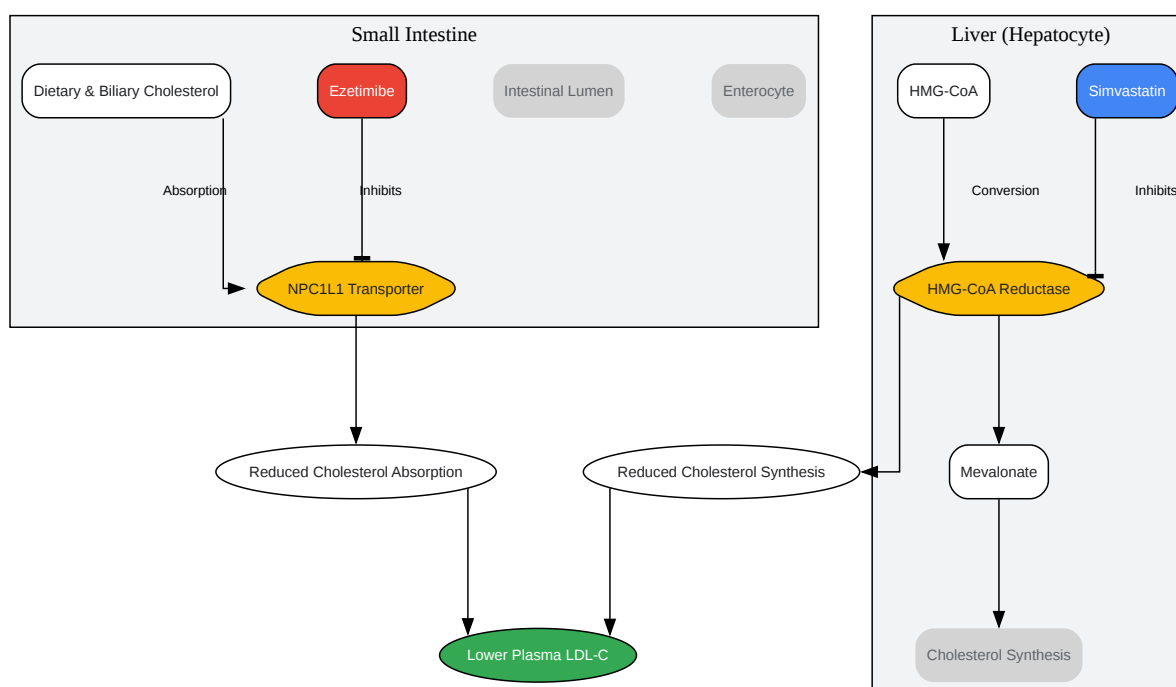 Small Intestine
Liver (Hepatocyte)
Dietary & Biliary Cholesterol
Ezetimibe
Intestinal Lumen
Enterocyte
HMG-CoA
Simvastatin
Absorption
Inhibits
Conversion
Inhibits
NPC1L1 Transporter
HMG-CoA Reductase
Reduced Cholesterol Absorption
Reduced Cholesterol Synthesis
Mevalonate
Lower Plasma LDL-C
Cholesterol Synthesis